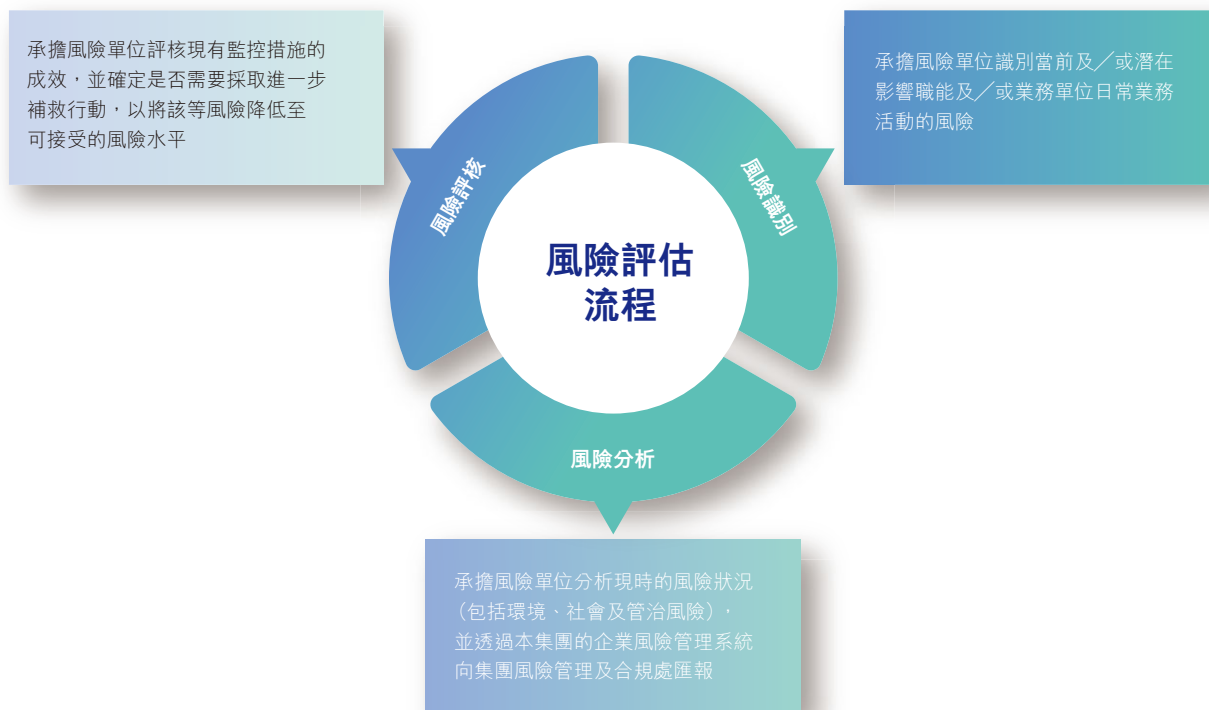 承擔風險單位評核現有監控措施的
成效，並確定是否需要採取進一步
補救行動，以將該等風險降低至
可接受的風險水平
承擔風險單位識別當前及╱或潛在
影響職能及╱或業務單位日常業務
活動的風險
風險評核
風險識別
風險評估
流程
風險分析
承擔風險單位分析現時的風險狀況
（包括環境、社會及管治風險），
並透過本集團的企業風險管理系統
向集團風險管理及合規處匯報